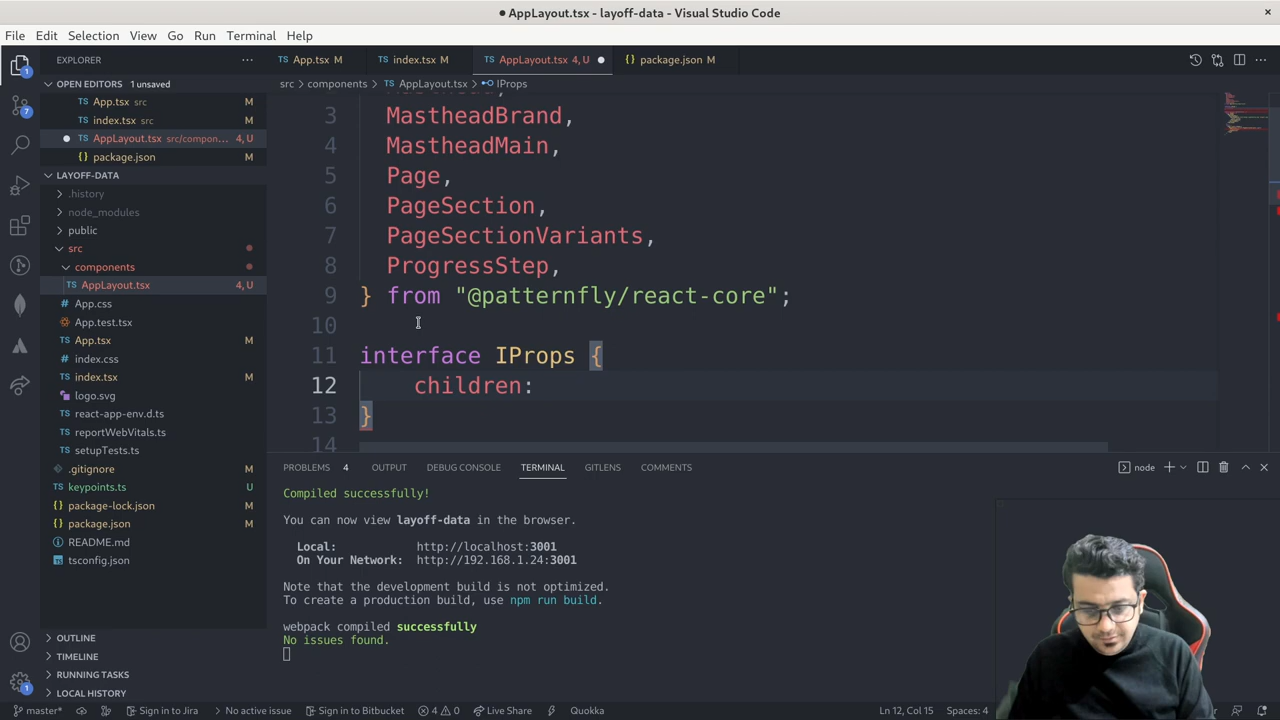 ● AppLayout.tsx - layoff-data - Visual Studio Code
File Edit Selection View Go Run Terminal Help
EXPLORER
App.tsx M
index.tsx M
AppLayout.tsx 4, U
package.json M
OPEN EDITORS 1 unsaved
src > components > AppLayout.tsx > IProps
App.tsx src M
index.tsx src M
AppLayout.tsx src/compon... 4, U
package.json M
LAYOFF-DATA
.history
node_modules
public
src
components
AppLayout.tsx 4, U
App.css
App.test.tsx
App.tsx M
index.css
index.tsx M
logo.svg
react-app-env.d.ts
reportWebVitals.ts
setupTests.ts
.gitignore M
keypoints.ts U
package-lock.json M
package.json M
README.md
tsconfig.json
OUTLINE
TIMELINE
RUNNING TASKS
LOCAL HISTORY
3 MastheadBrand,
4 MastheadMain,
5 Page,
6 PageSection,
7 PageSectionVariants,
8 ProgressStep,
9 } from "@patternfly/react-core";
10
11 interface IProps {
12 children:
13 }
14
PROBLEMS 4 OUTPUT DEBUG CONSOLE TERMINAL GITLENS COMMENTS
node
Compiled successfully!
You can now view layoff-data in the browser.
Local: http://localhost:3001
On Your Network: http://192.168.1.24:3001
Note that the development build is not optimized.
To create a production build, use npm run build.
webpack compiled successfully
No issues found.
master* Sign in to Jira No active issue Sign in to Bitbucket 4 0 Live Share Quokka Ln 12, Col 15 Spaces: 4